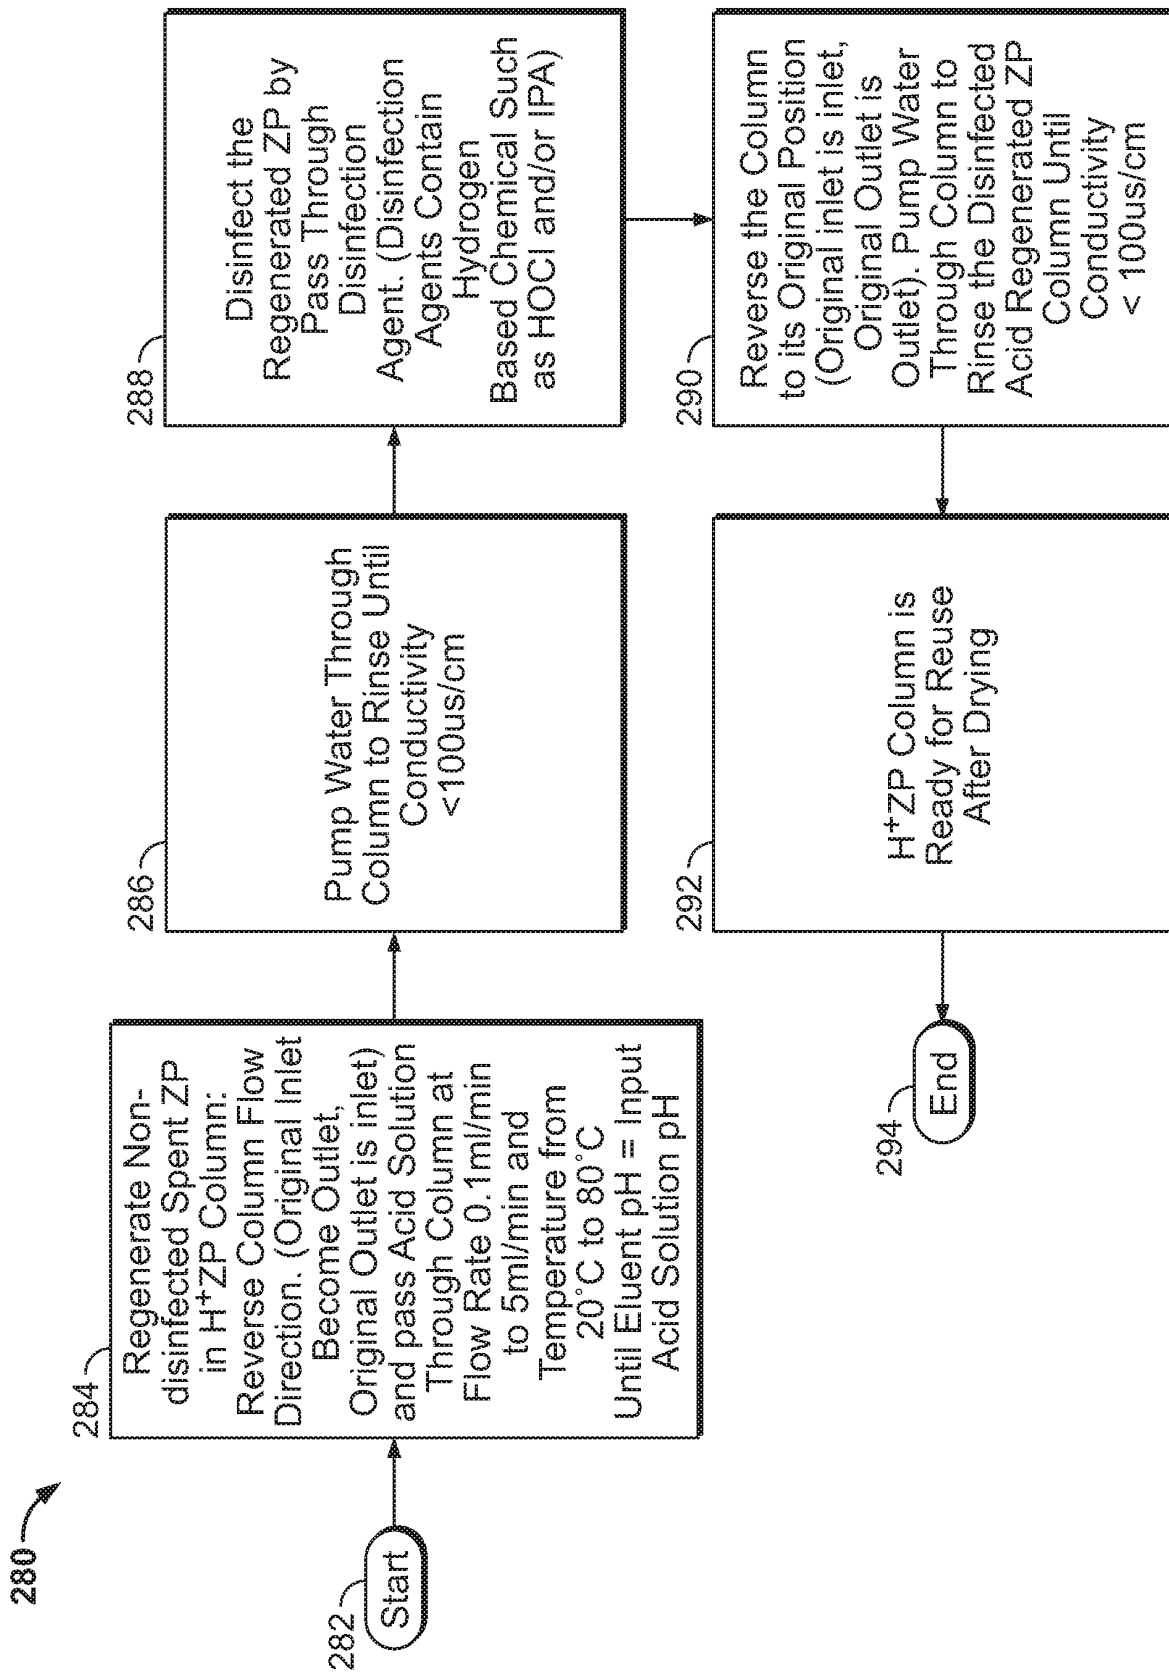 280
282
Start
284
Regenerate Non-
disinfected Spent ZP
in H⁺ZP Column:
Reverse Column Flow
Direction. (Original Inlet
Become Outlet,
Original Outlet is inlet)
and pass Acid Solution
Through Column at
Flow Rate 0.1ml/min
to 5ml/min and
Temperature from
20°C to 80°C
Until Eluent pH = Input
Acid Solution pH
286
Pump Water Through
Column to Rinse Until
Conductivity
<100us/cm
288
Disinfect the
Regenerated ZP by
Pass Through
Disinfection
Agent. (Disinfection
Agents Contain
Hydrogen
Based Chemical Such
as HOCl and/or IPA)
290
Reverse the Column
to its Original Position
(Original inlet is inlet,
Original Outlet is
Outlet). Pump Water
Through Column to
Rinse the Disinfected
Acid Regenerated ZP
Column Until
Conductivity
< 100us/cm
292
H⁺ZP Column is
Ready for Reuse
After Drying
294
End